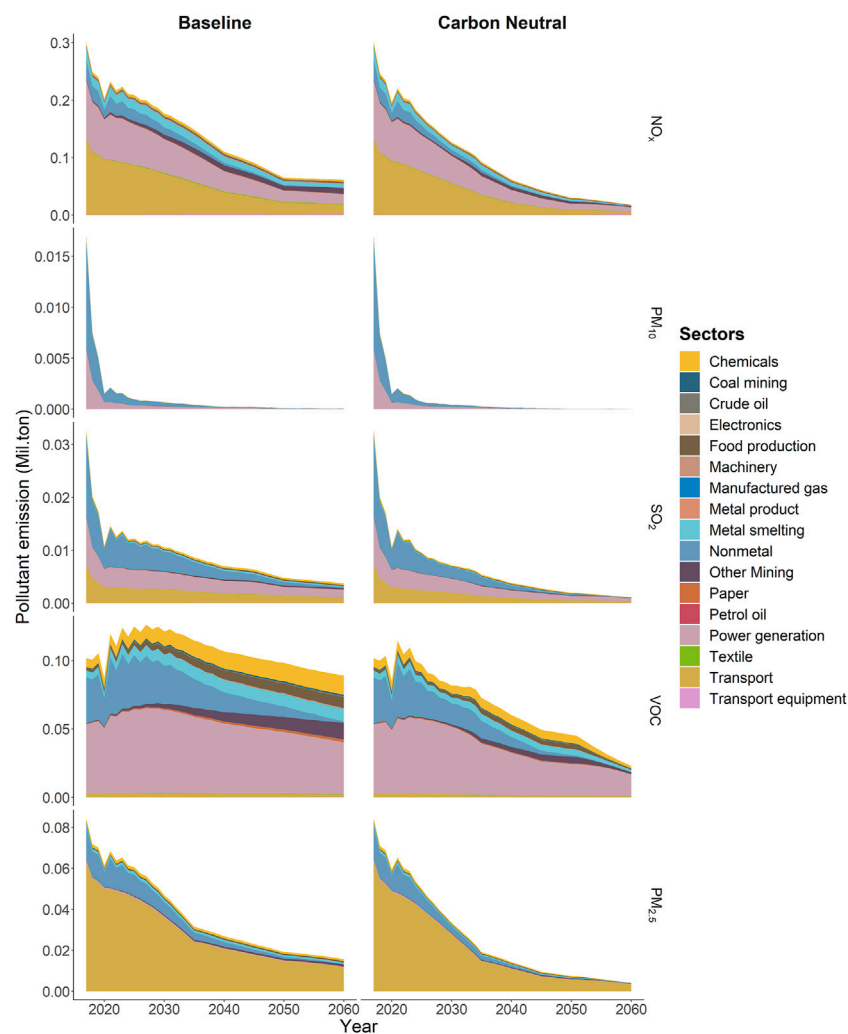 Baseline
Carbon Neutral
Pollutant emission (Mil.ton)
0.3
0.2
0.1
0.0
NOx
0.015
0.010
0.005
0.000
PM10
0.03
0.02
0.01
0.00
SO2
0.10
0.05
0.00
VOC
0.08
0.06
0.04
0.02
0.00
PM2.5
2020 2030 2040 2050 2060
2020 2030 2040 2050 2060
Year
Sectors
Chemicals
Coal mining
Crude oil
Electronics
Food production
Machinery
Manufactured gas
Metal product
Metal smelting
Nonmetal
Other Mining
Paper
Petrol oil
Power generation
Textile
Transport
Transport equipment